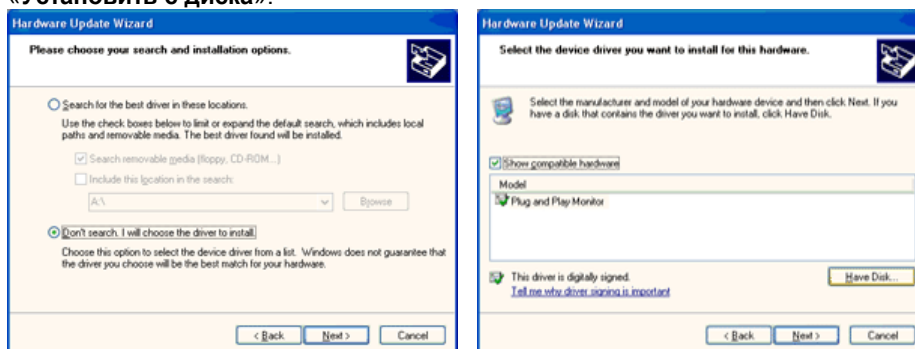 «Установить с диска».
Hardware Update Wizard
Please choose your search and installation options.
Search for the best driver in these locations.
Use the check boxes below to limit or expand the default search, which includes local
paths and removable media. The best driver found will be installed.
Search removable media (floppy, CD-ROM...)
Include this location in the search:
A:\
Browse
Don't search. I will choose the driver to install.
Choose this option to select the device driver from a list. Windows does not guarantee that
the driver you choose will be the best match for your hardware.
< Back
Next >
Cancel
Hardware Update Wizard
Select the device driver you want to install for this hardware.
Select the manufacturer and model of your hardware device and then click Next. If you
have a disk that contains the driver you want to install, click Have Disk.
Show compatible hardware
Model
Plug and Play Monitor
This driver is digitally signed.
Tell me why driver signing is important
Have Disk...
< Back
Next >
Cancel